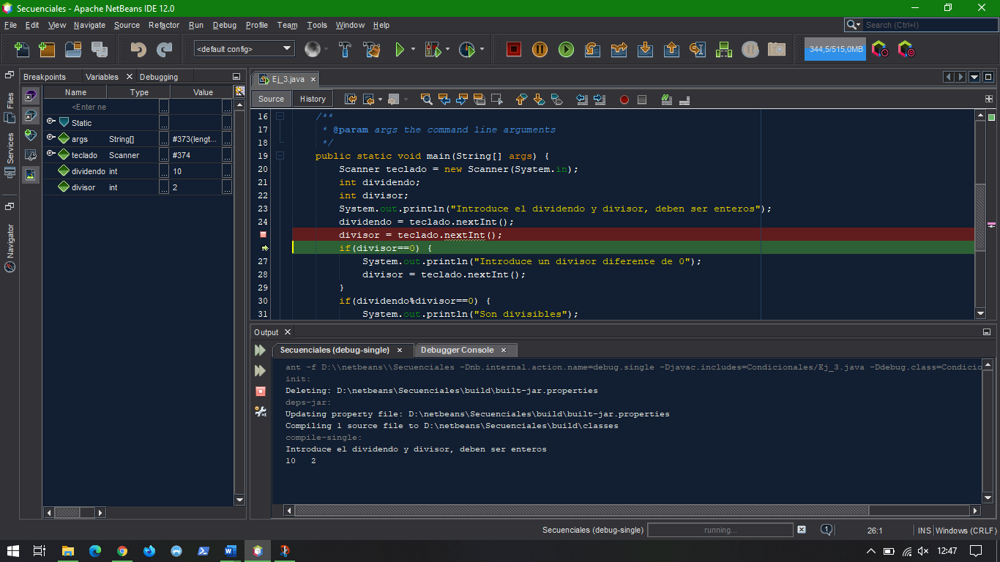 Secuenciales - Apache NetBeans IDE 12.0
File Edit View Navigate Source Refactor Run Debug Profile Team Tools Window Help
Search (Ctrl+I)
<default config>
344,5/515,0MB
Breakpoints Variables Debugging
Name Type Value
<Enter ne
Static
args String[] #373(lengt...
teclado Scanner #374
dividendo int 10
divisor int 2
Files
Services
Navigator
Ej_3.java
Source History
16 /**
17 * @param args the command line arguments
18 */
19 public static void main(String[] args) {
20 Scanner teclado = new Scanner(System.in);
21 int dividendo;
22 int divisor;
23 System.out.println("Introduce el dividendo y divisor, deben ser enteros");
24 dividendo = teclado.nextInt();
divisor = teclado.nextInt();
if(divisor==0) {
27 System.out.println("Introduce un divisor diferente de 0");
28 divisor = teclado.nextInt();
29 }
30 if(dividendo%divisor==0) {
31 System.out.println("Son divisibles");
Output
Secuenciales (debug-single) Debugger Console
ant -f D:\\netbeans\\Secuenciales -Dnb.internal.action.name=debug.single -Djavac.includes=Condicionales/Ej_3.java -Ddebug.class=Condicio
init:
Deleting: D:\netbeans\Secuenciales\build\built-jar.properties
deps-jar:
Updating property file: D:\netbeans\Secuenciales\build\built-jar.properties
Compiling 1 source file to D:\netbeans\Secuenciales\build\classes
compile-single:
Introduce el dividendo y divisor, deben ser enteros
10 2
Secuenciales (debug-single) running... 1 26:1 INS Windows (CRLF)
12:47